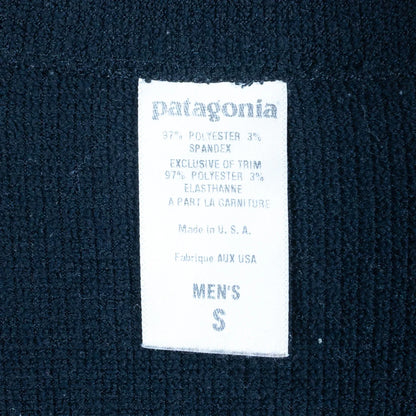 patagonia
97% POLYESTER 3%
SPANDEX
EXCLUSIVE OF TRIM
97% POLYESTER 3%
ELASTHANNE
A PART LA GARNITURE
Made in U. S. A.
Fabrique AUX USA
MEN'S
S